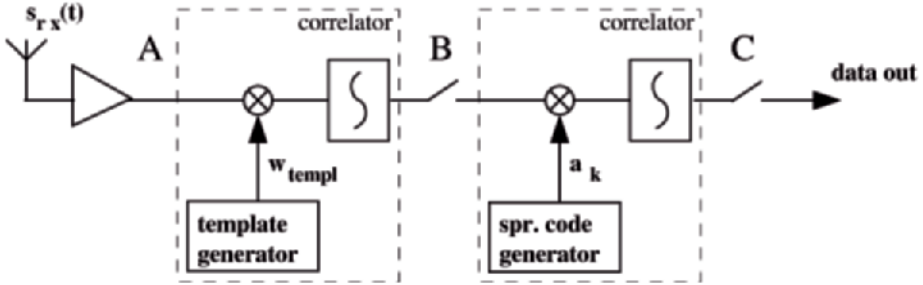 s r x(t)
A
correlator
B
correlator
C
data out
w templ
a k
template
generator
spr. code
generator